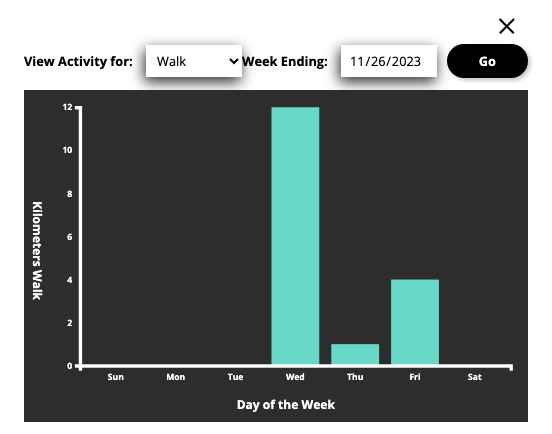 View Activity for: Walk Week Ending: 11/26/2023 Go
12
10
8
6
4
2
0
Kilometers Walk
Sun Mon Tue Wed Thu Fri Sat
Day of the Week